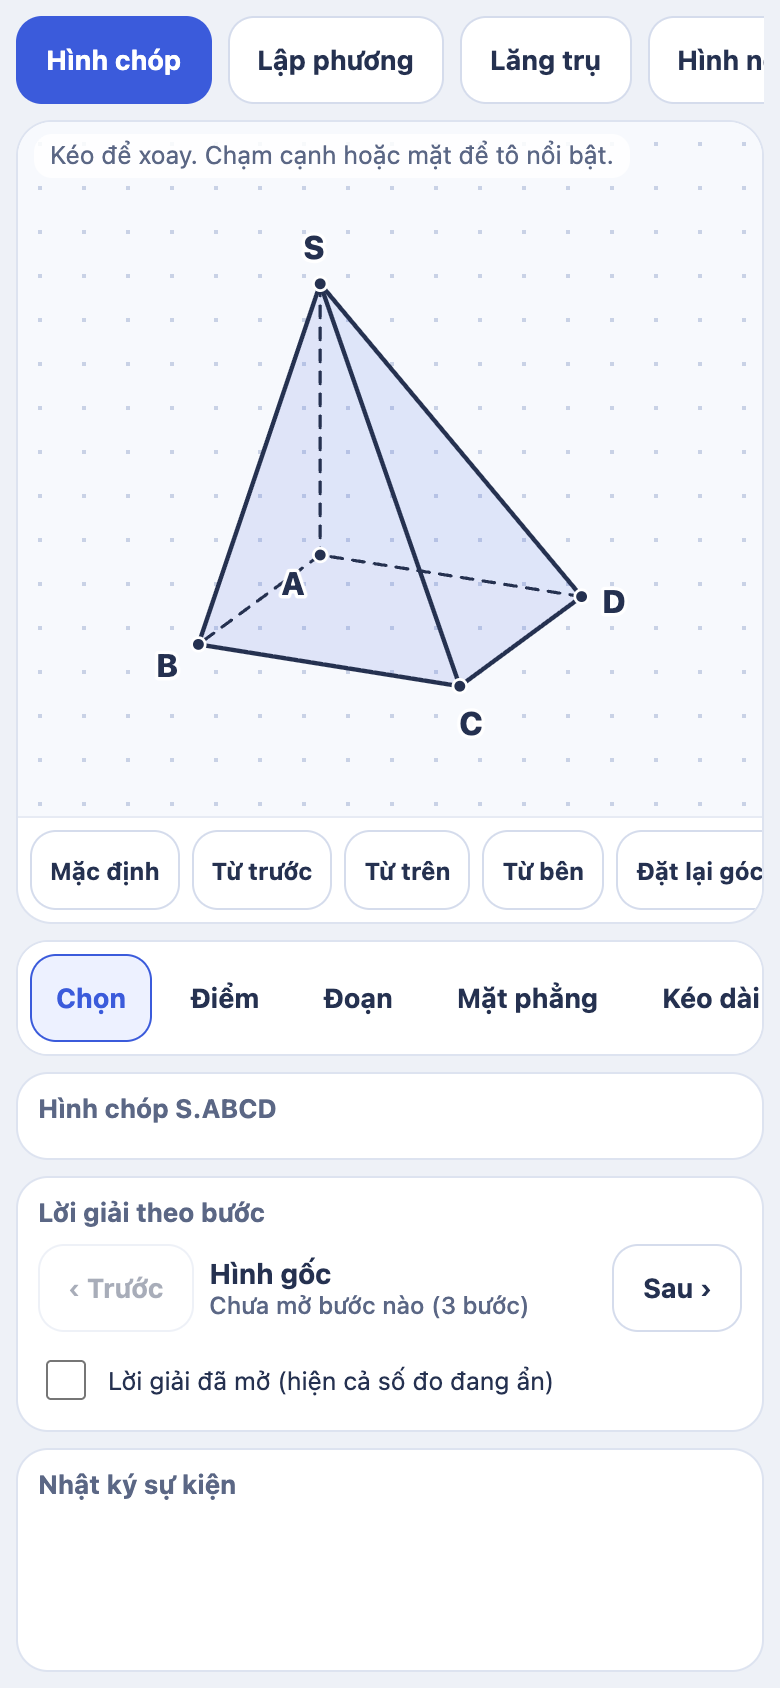 Hình chóp
Lập phương
Lăng trụ
Hình n
Kéo để xoay. Chạm cạnh hoặc mặt để tô nổi bật.
S
A
D
B
C
Mặc định
Từ trước
Từ trên
Từ bên
Đặt lại góc
Chọn
Điểm
Đoạn
Mặt phẳng
Kéo dài
Hình chóp S.ABCD
Lời giải theo bước
‹ Trước
Hình gốc
Chưa mở bước nào (3 bước)
Sau ›
Lời giải đã mở (hiện cả số đo đang ẩn)
Nhật ký sự kiện